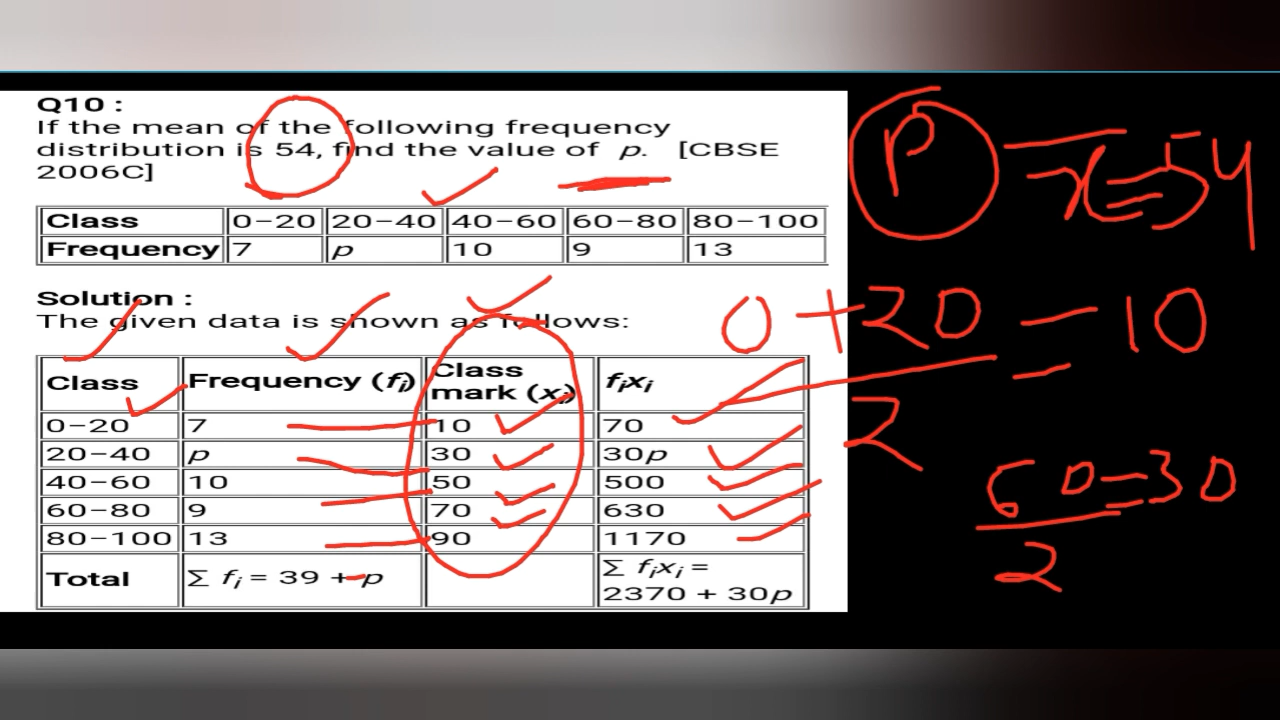 Q10 :
If the mean of the following frequency
distribution is 54, find the value of p. [CBSE
2006C]
Class 0-20 20-40 40-60 60-80 80-100
Frequency 7 p 10 9 13
Solution :
The given data is shown as follows:
Class Frequency (fᵢ) Class mark (xᵢ) fᵢxᵢ
0-20 7 10 70
20-40 p 30 30p
40-60 10 50 500
60-80 9 70 630
80-100 13 90 1170
Total ∑ fᵢ = 39 + p ∑ fᵢxᵢ = 2370 + 30p
P x̅ = 54
0 + 20 = 10
2
60 = 30
2